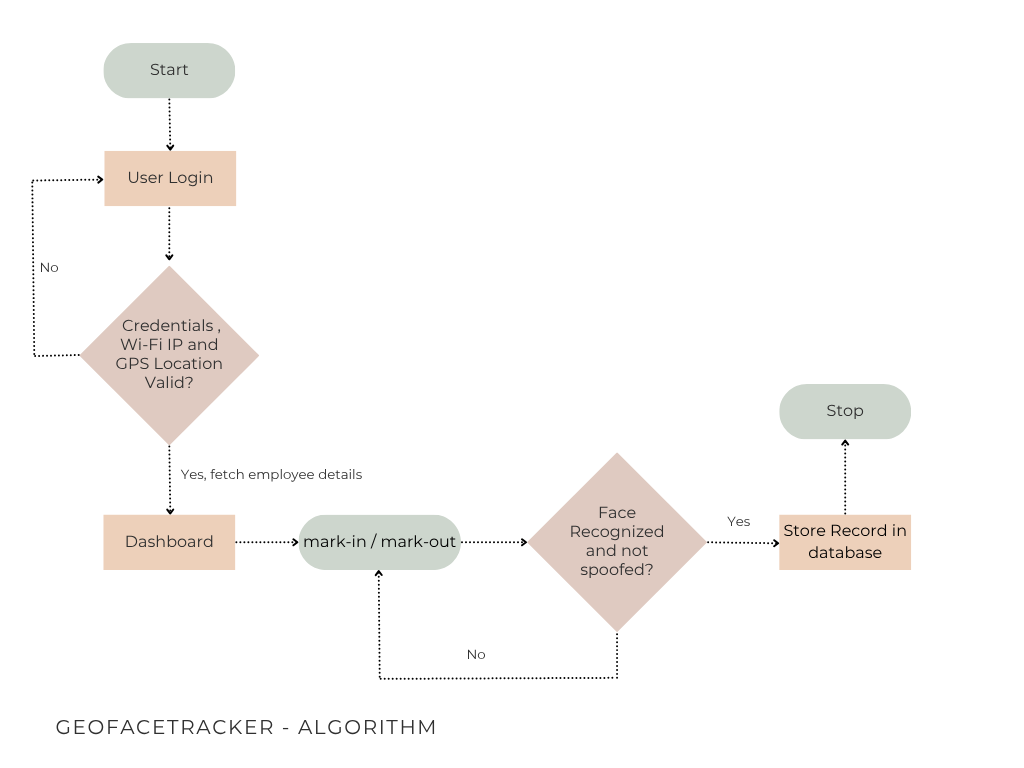 Start
User Login
No
Credentials ,
Wi-Fi IP and
GPS Location
Valid?
Yes, fetch employee details
Dashboard
mark-in / mark-out
Face
Recognized
and not
spoofed?
No
Yes
Store Record in
database
Stop
GEOFACETRACKER - ALGORITHM